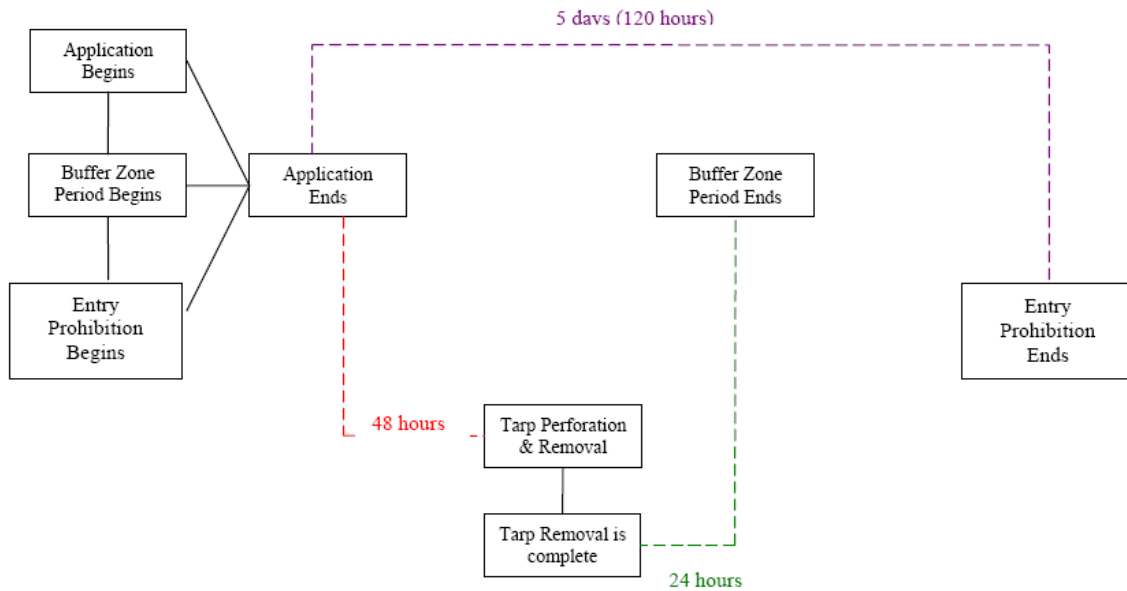 5 days (120 hours)
Application
Begins
Buffer Zone
Period Begins
Application
Ends
Buffer Zone
Period Ends
Entry
Prohibition
Begins
Entry
Prohibition
Ends
48 hours
Tarp Perforation
& Removal
Tarp Removal is
complete
24 hours